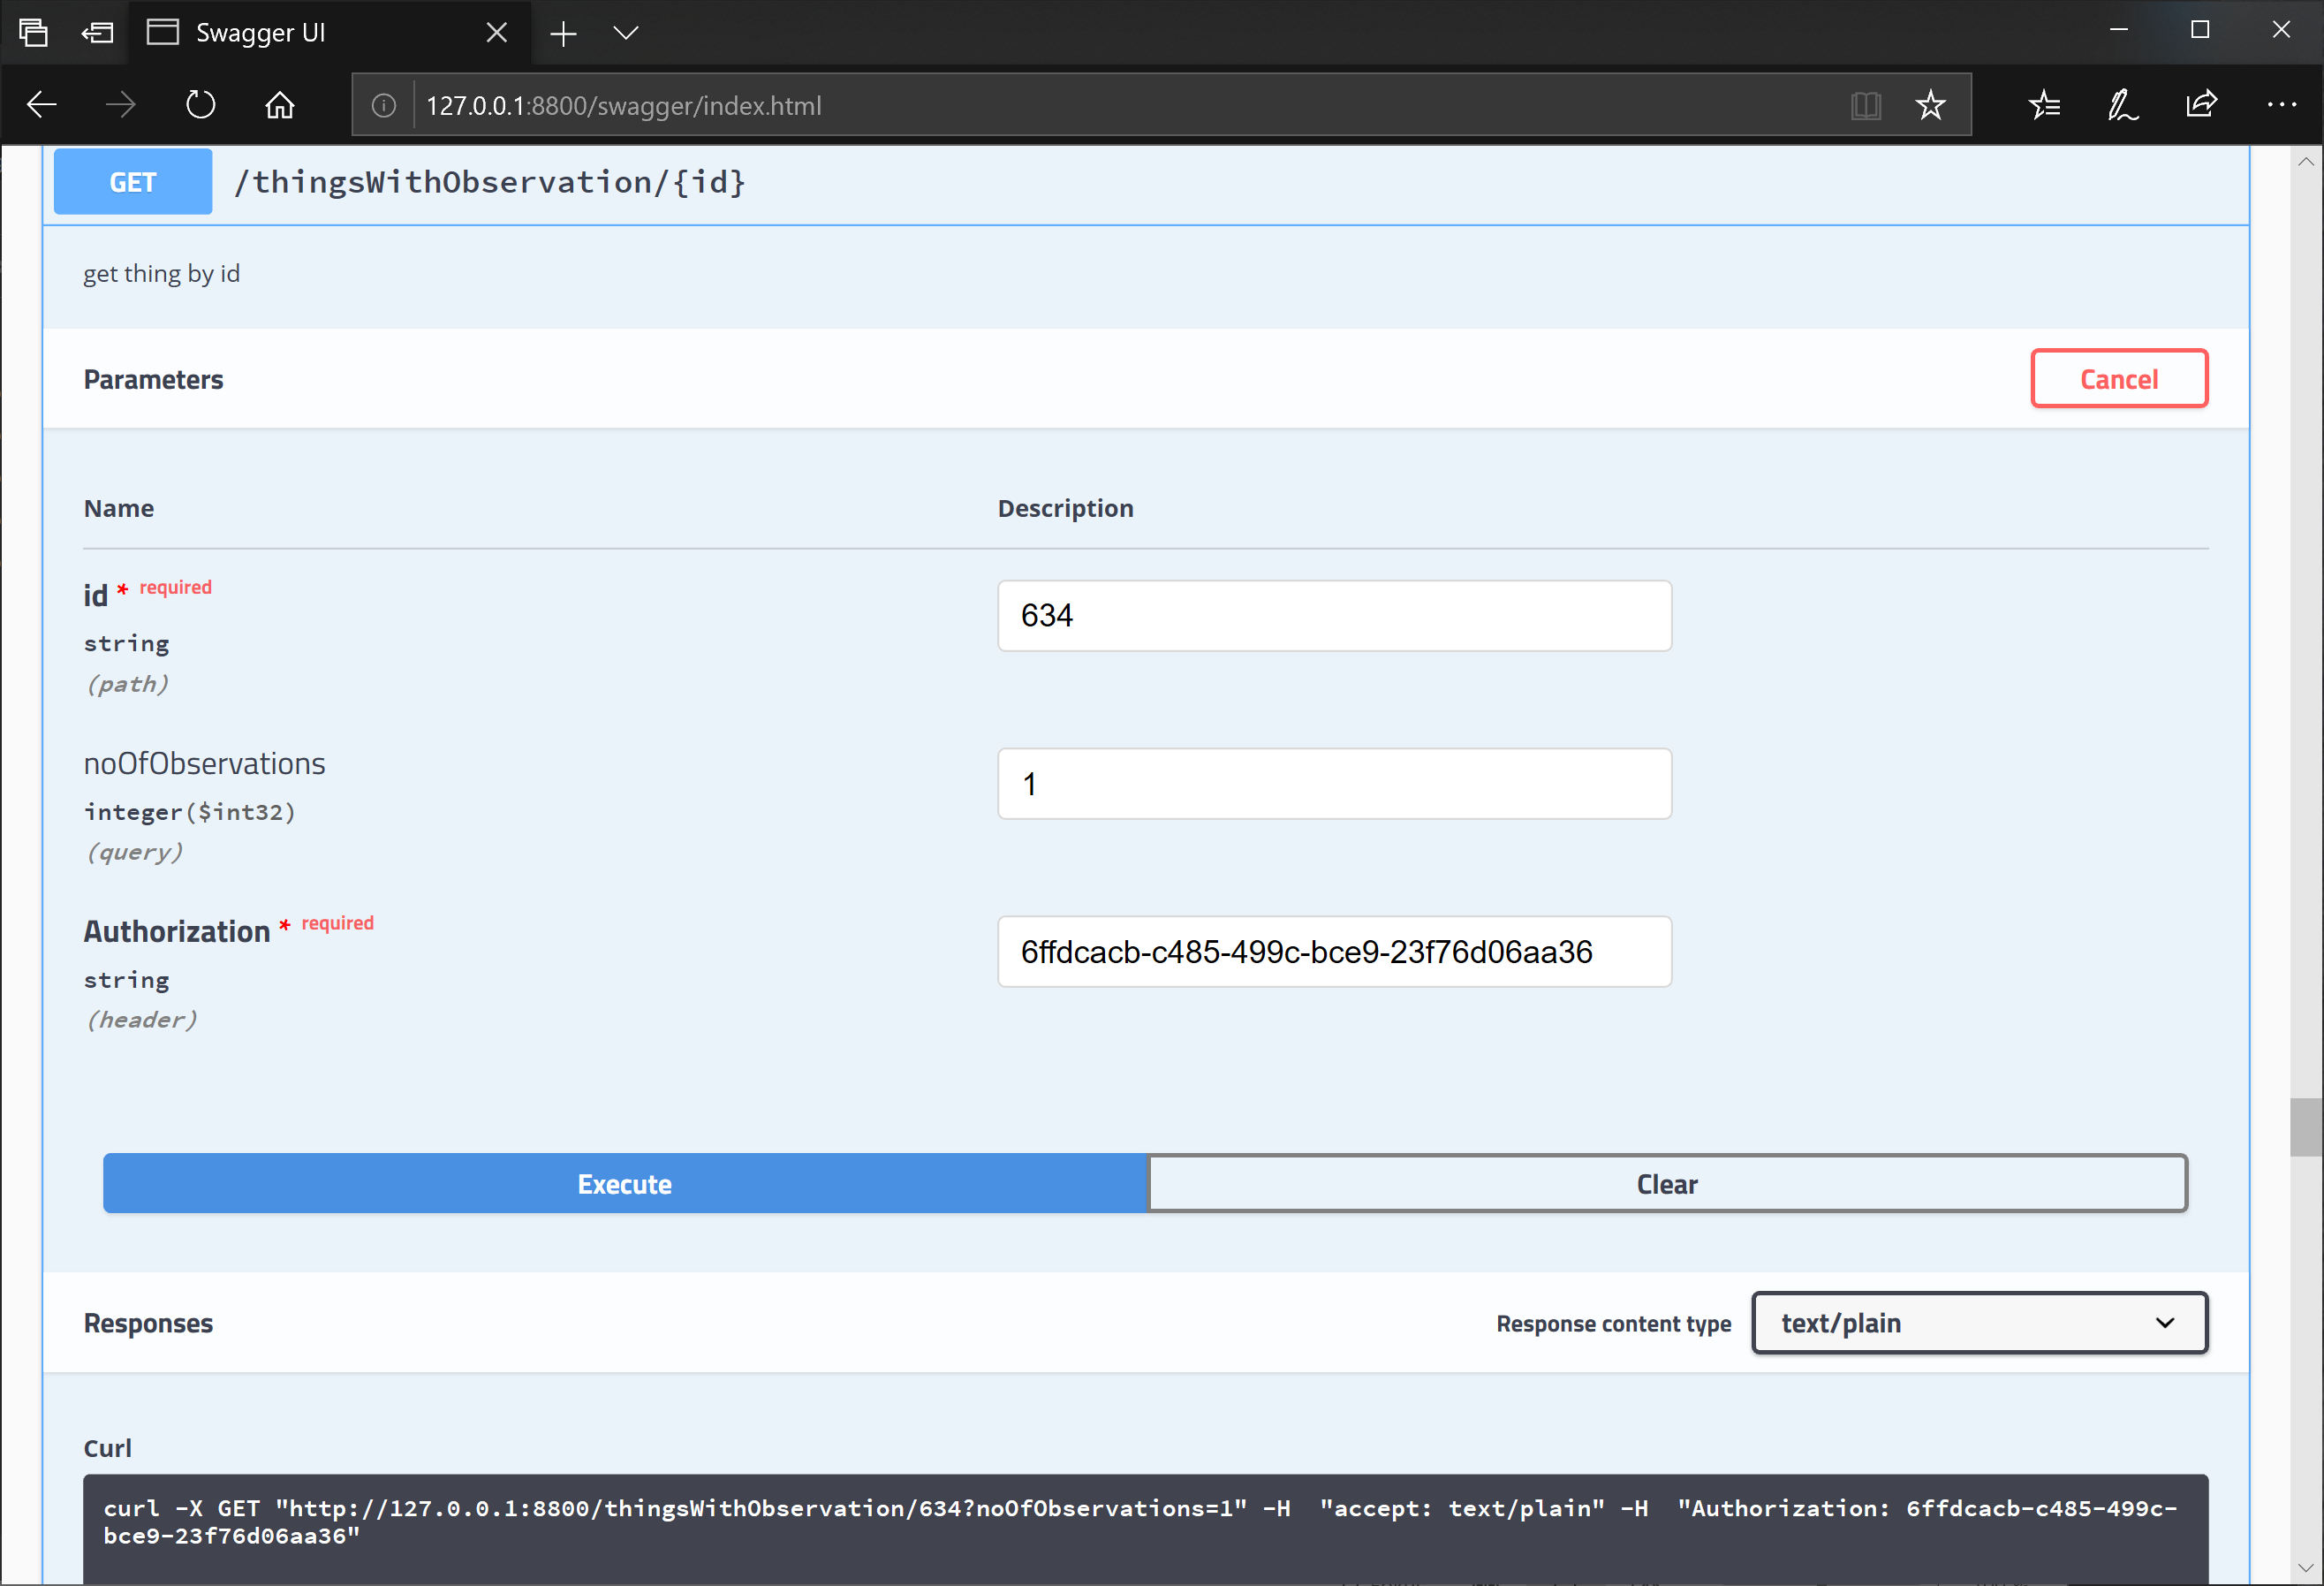 Swagger UI
127.0.0.1:8800/swagger/index.html
GET /thingsWithObservation/{id}
get thing by id
Parameters
Cancel
Name Description
id * required
634
string
(path)
noOfObservations
1
integer($int32)
(query)
Authorization * required
6ffdcacb-c485-499c-bce9-23f76d06aa36
string
(header)
Execute Clear
Responses Response content type text/plain
Curl
curl -X GET "http://127.0.0.1:8800/thingsWithObservation/634?noOfObservations=1" -H  "accept: text/plain" -H  "Authorization: 6ffdcacb-c485-499c-
bce9-23f76d06aa36"